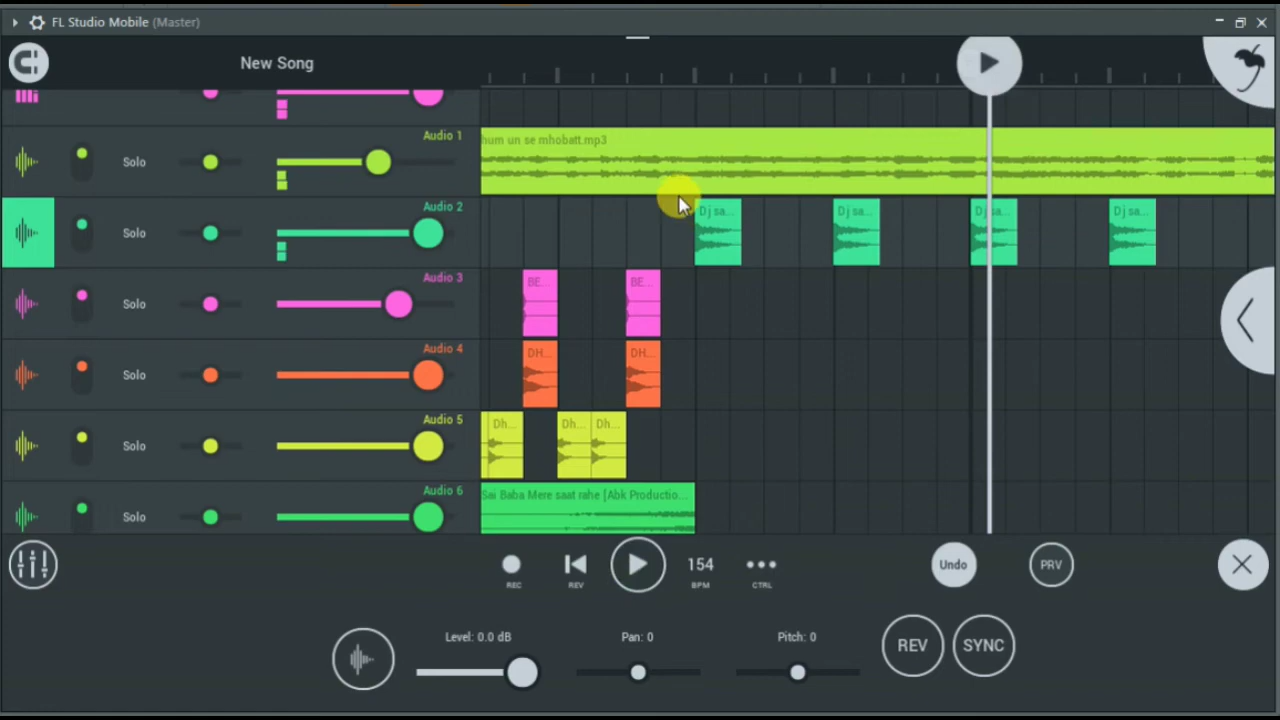 FL Studio Mobile (Master)
New Song
Audio 1
Solo
hum un se mhobatt.mp3
Audio 2
Solo
Dj sa...
Dj sa...
Dj sa...
Dj sa...
Audio 3
Solo
BE...
BE...
Audio 4
Solo
DH...
DH...
Audio 5
Solo
Dh...
Dh...
Dh...
Audio 6
Solo
Sai Baba Mere saat rahe [Abk Productio...
REC
REV
154
BPM
CTRL
Undo
PRV
Level: 0.0 dB
Pan: 0
Pitch: 0
REV
SYNC